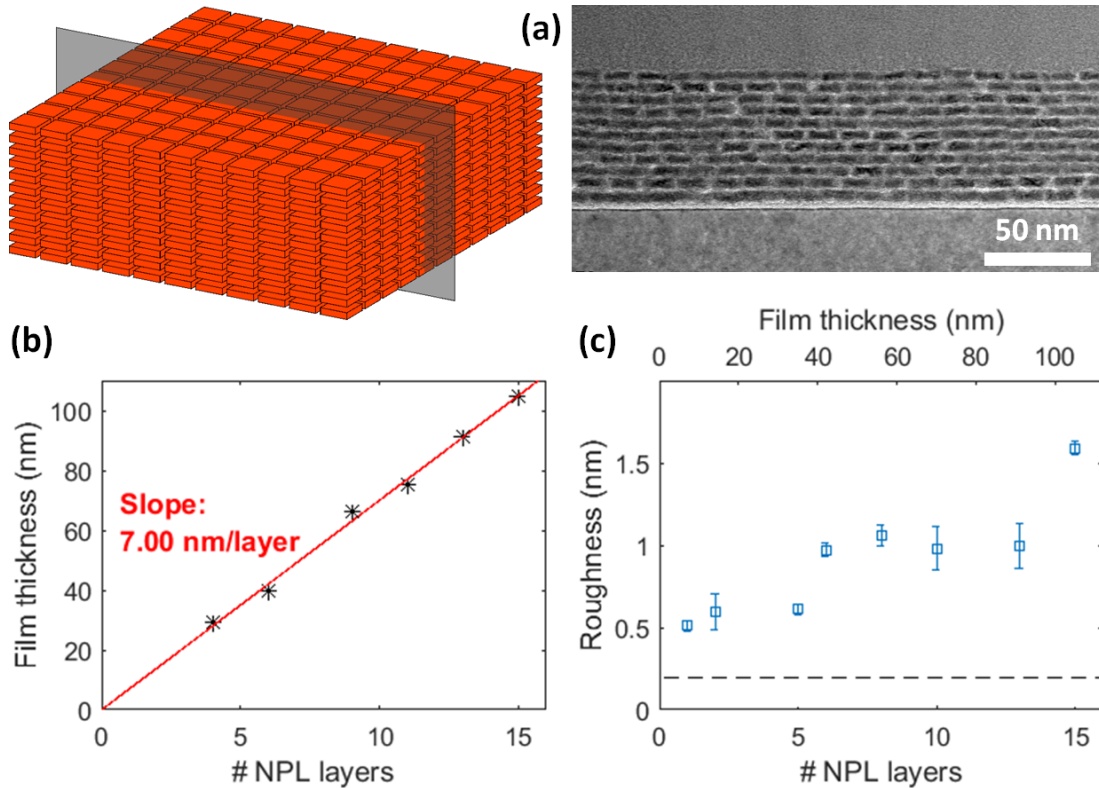 (a)
50 nm
(b)
Film thickness (nm)
100
80
60
40
20
0
Slope:
7.00 nm/layer
0
5
10
15
# NPL layers
(c)
Film thickness (nm)
0
20
40
60
80
100
Roughness (nm)
1.5
1
0.5
0
0
5
10
15
# NPL layers